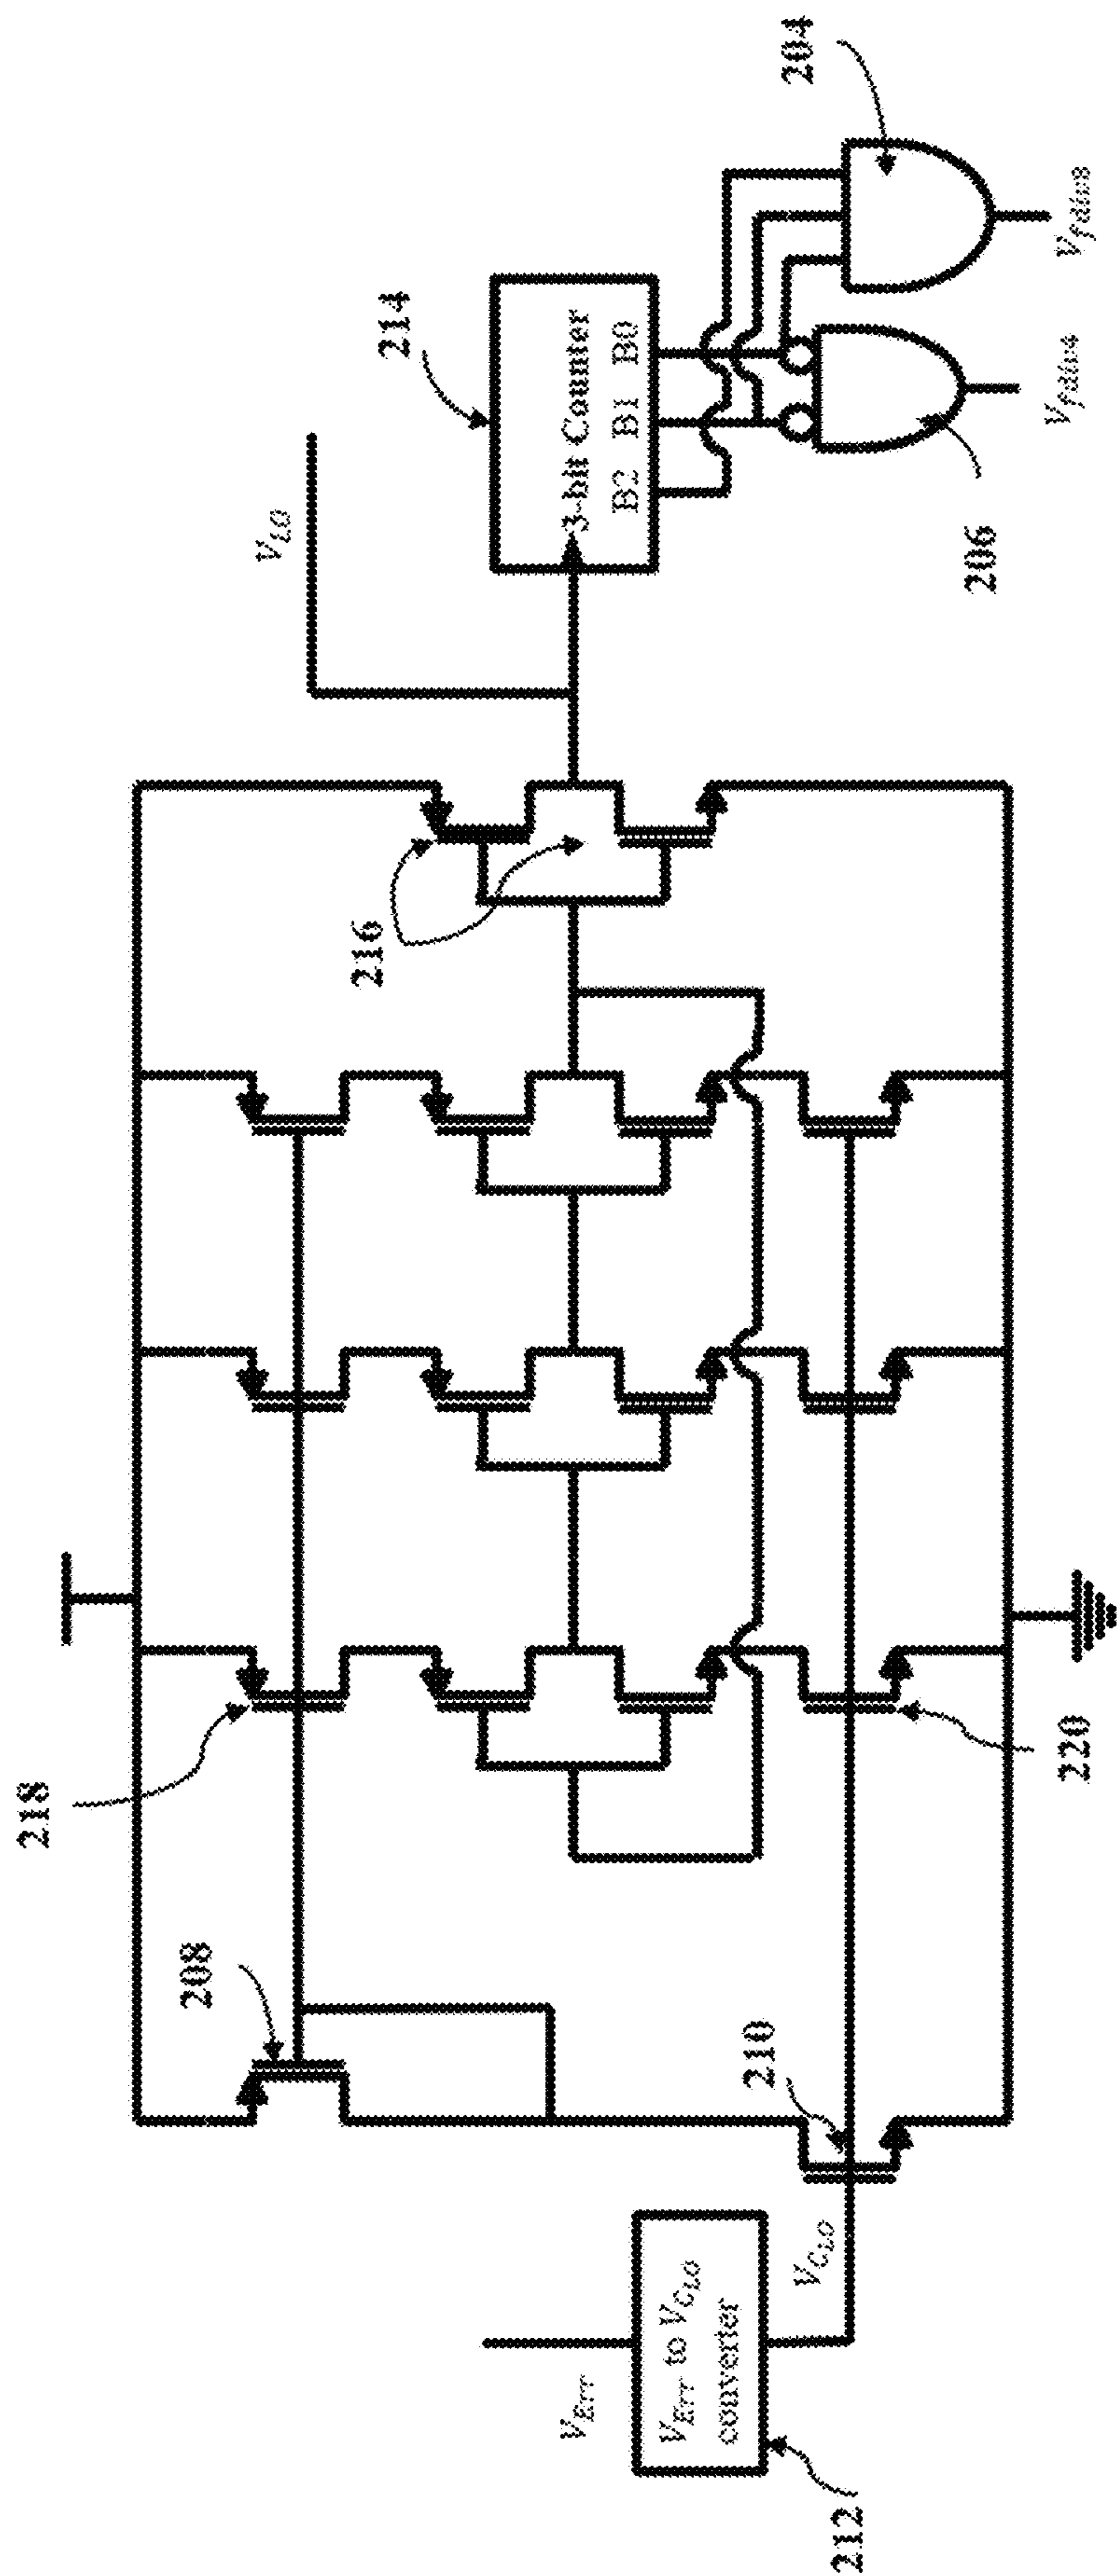 V_Err
V_Err to V_CLO
converter
212
V_CLO
210
208
218
220
216
V_LO
214
3-bit Counter
B2 B1 B0
206
204
V_fdiv4
V_fdiv8